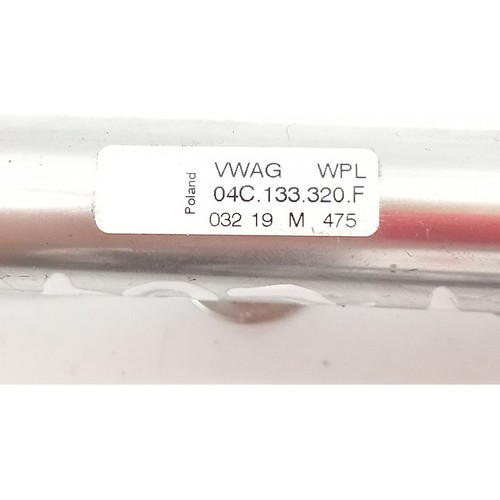 Poland
VWAG WPL
04C.133.320.F
032 19 M 475